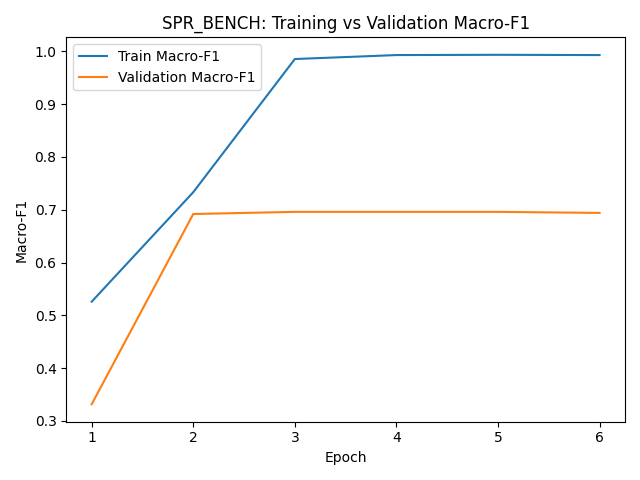 SPR_BENCH: Training vs Validation Macro-F1
Train Macro-F1
Validation Macro-F1
Macro-F1
1.0
0.9
0.8
0.7
0.6
0.5
0.4
0.3
1 2 3 4 5 6
Epoch